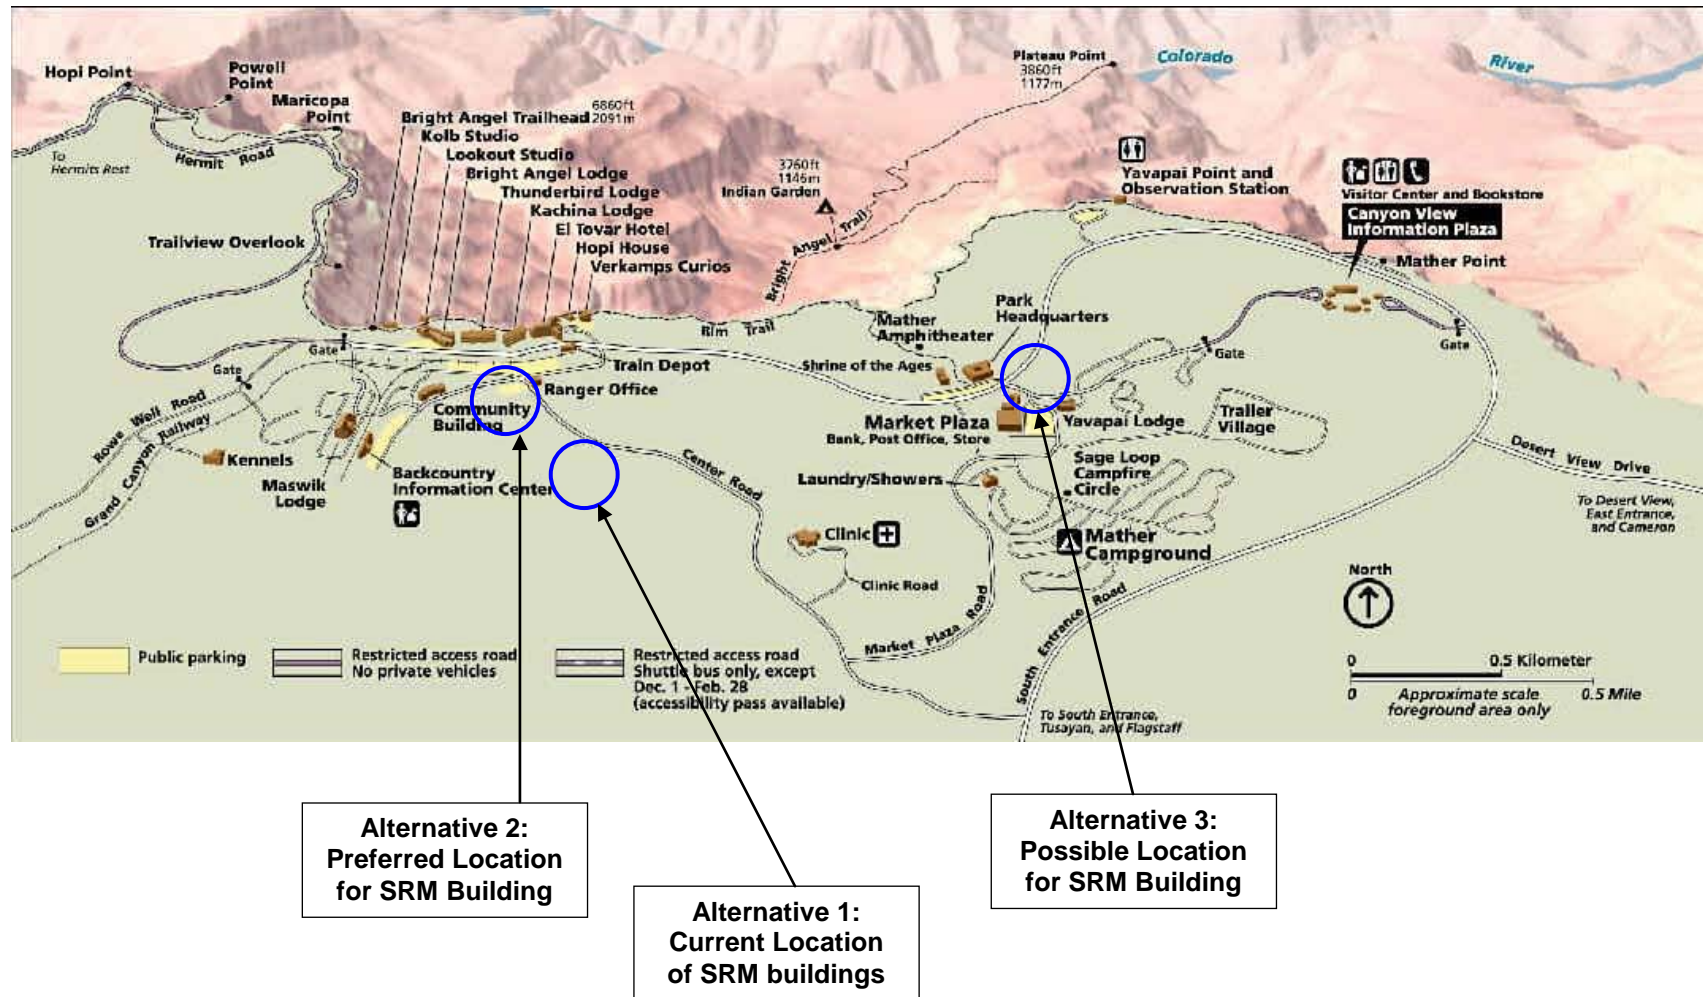 Hopi Point
Powell
Point
Maricopa
Point
To
Hermits Rest
Hermit Road
Trailview Overlook
Bright Angel Trailhead
6860ft
2091m
Kolb Studio
Lookout Studio
Bright Angel Lodge
Thunderbird Lodge
Kachina Lodge
El Tovar Hotel
Hopi House
Verkamps Curios
3760ft
1146m
Indian Garden
Plateau Point
3860ft
1177m
Colorado
River
Bright Angel Trail
Rim Trail
Yavapai Point and
Observation Station
Visitor Center and Bookstore
Canyon View
Information Plaza
Mather Point
Park
Headquarters
Mather
Amphitheater
Shrine of the Ages
Gate
Gate
Gate
Gate
Train Depot
Ranger Office
Community
Building
Rowe Well Road
Grand Canyon Railway
Kennels
Maswik
Lodge
Backcountry
Information Center
Center Road
Market Plaza
Bank, Post Office, Store
Yavapai Lodge
Trailer
Village
Laundry/Showers
Sage Loop
Campfire
Circle
Mather
Campground
Clinic
Clinic Road
Market Plaza Road
South Entrance Road
Desert View Drive
To Desert View,
East Entrance,
and Cameron
To South Entrance,
Tusayan, and Flagstaff
North
Public parking
Restricted access road
No private vehicles
Restricted access road
Shuttle bus only, except
Dec. 1 - Feb. 28
(accessibility pass available)
0 0.5 Kilometer
0 0.5 Mile
Approximate scale
foreground area only
Alternative 2:
Preferred Location
for SRM Building
Alternative 1:
Current Location
of SRM buildings
Alternative 3:
Possible Location
for SRM Building